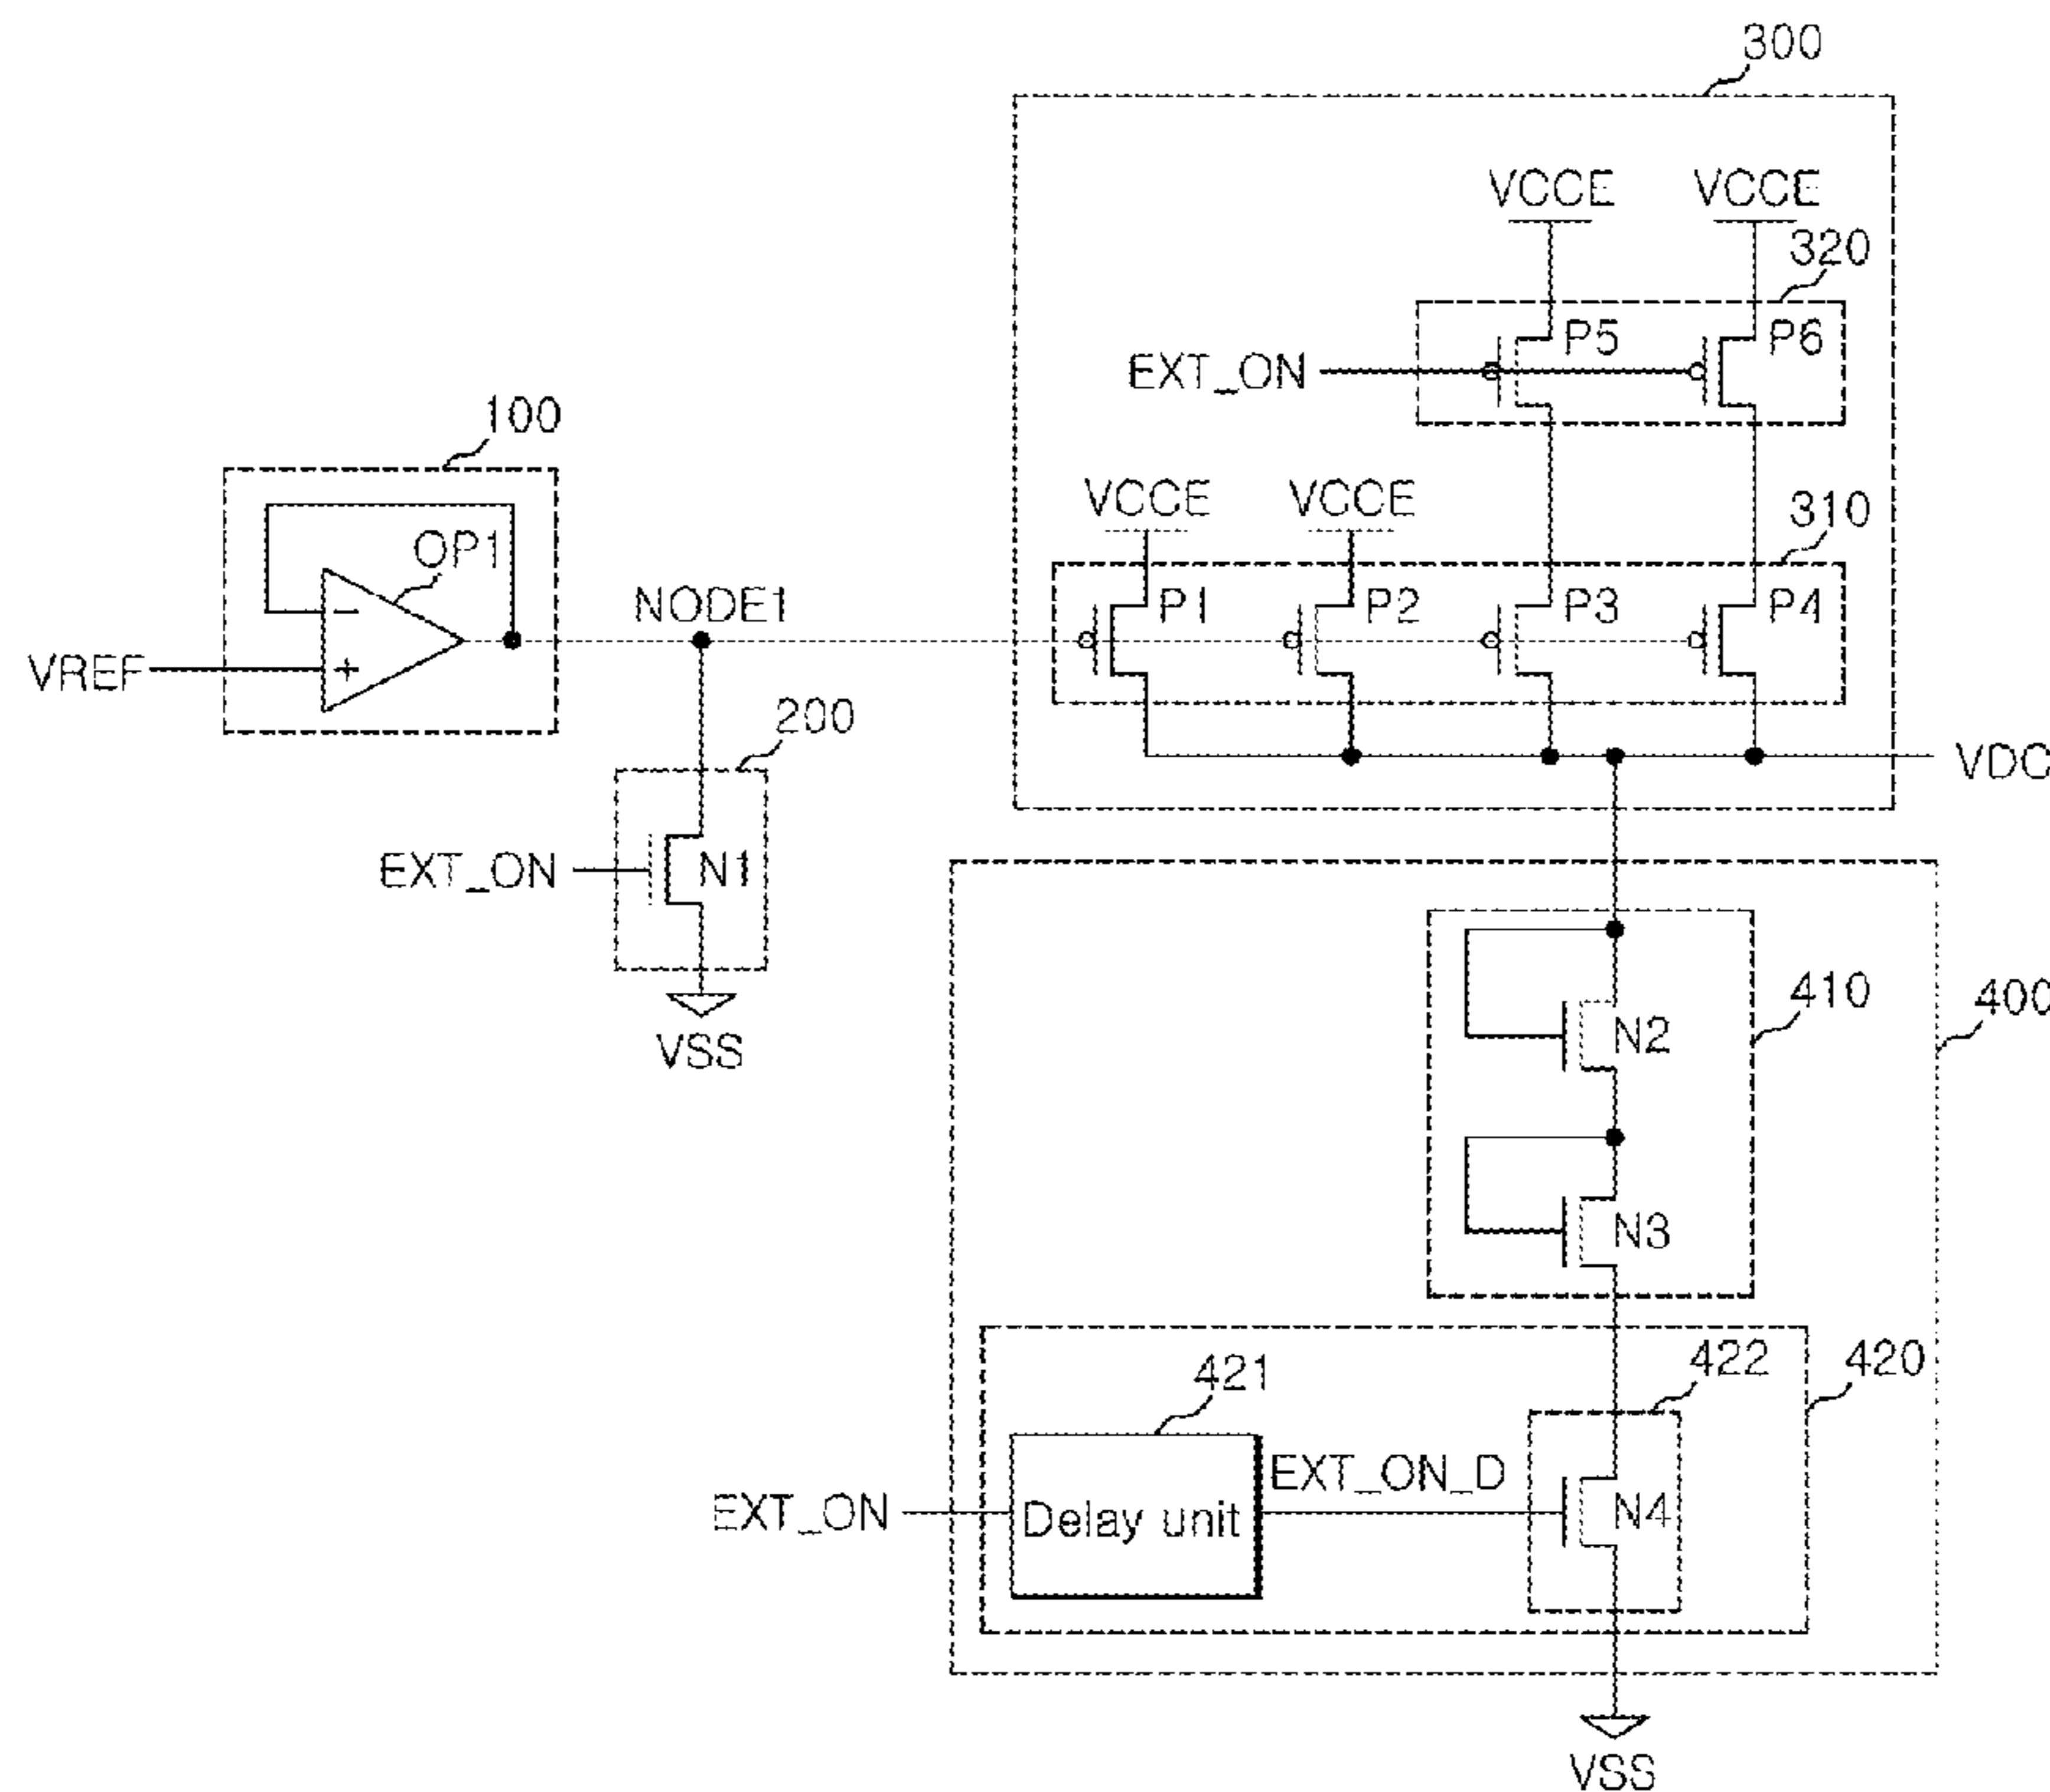 300
VCCE VCCE
320
P5 P6
EXT_ON
100
VCCE VCCE
310
OP1
NODE1
P1 P2 P3 P4
VREF
-
+
200
VDC
EXT_ON
N1
VSS
410
400
N2
N3
422
420
421
EXT_ON_D
EXT_ON
Delay unit
N4
VSS